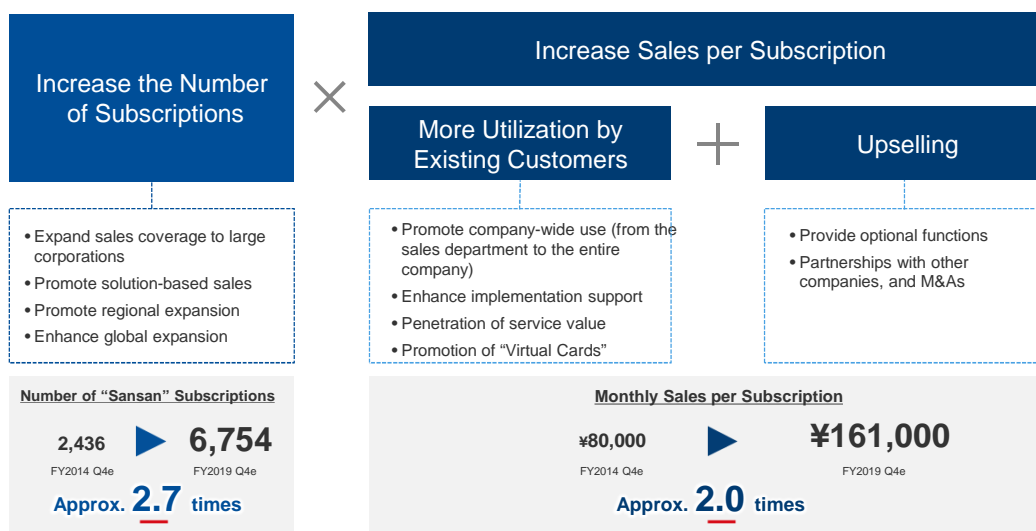 Increase the Number
of Subscriptions
×
Increase Sales per Subscription
More Utilization by
Existing Customers
+
Upselling
• Expand sales coverage to large
corporations
• Promote solution-based sales
• Promote regional expansion
• Enhance global expansion
• Promote company-wide use (from the
sales department to the entire
company)
• Enhance implementation support
• Penetration of service value
• Promotion of “Virtual Cards”
• Provide optional functions
• Partnerships with other
companies, and M&As
Number of “Sansan” Subscriptions
2,436 ▶ 6,754
FY2014 Q4e FY2019 Q4e
Approx. 2.7 times
Monthly Sales per Subscription
¥80,000 ▶ ¥161,000
FY2014 Q4e FY2019 Q4e
Approx. 2.0 times